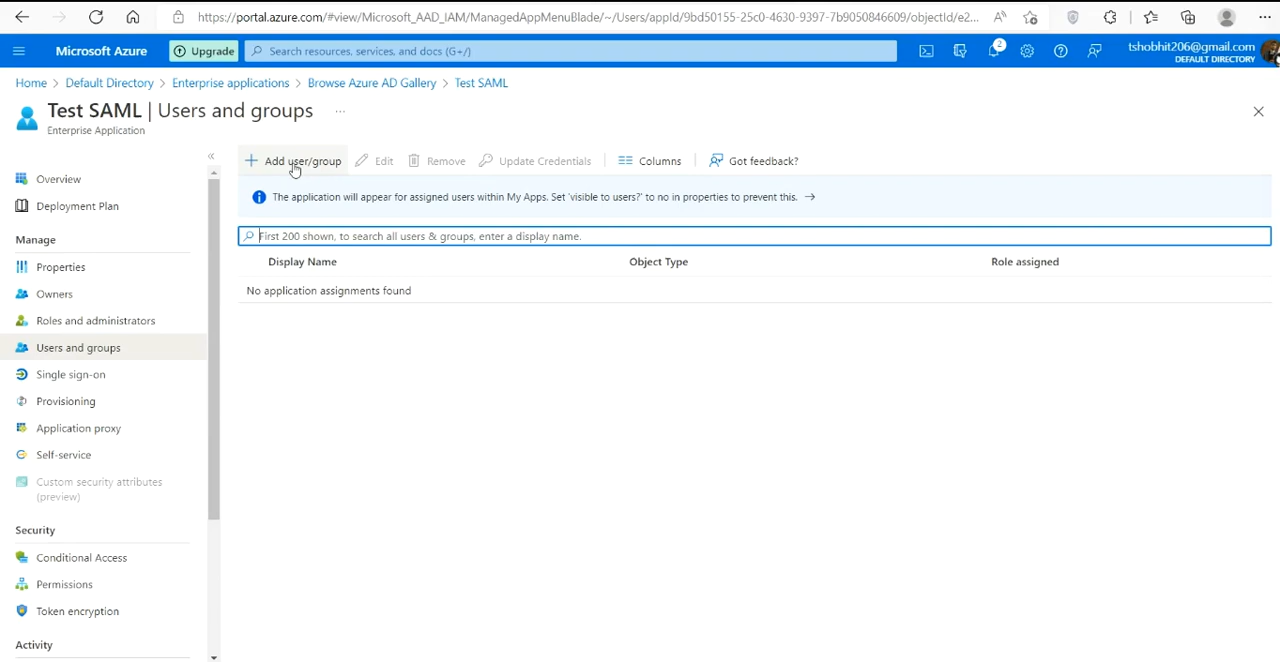 https://portal.azure.com/#view/Microsoft_AAD_IAM/ManagedAppMenuBlade/~/Users/appId/9bd50155-25c0-4630-9397-7b9050846609/objectId/e2...
Microsoft Azure
Upgrade
Search resources, services, and docs (G+/)
2
tshobhit206@gmail.com
DEFAULT DIRECTORY
Home > Default Directory > Enterprise applications > Browse Azure AD Gallery > Test SAML
Test SAML | Users and groups ...
Enterprise Application
Add user/group Edit Remove Update Credentials Columns Got feedback?
The application will appear for assigned users within My Apps. Set 'visible to users?' to no in properties to prevent this. →
First 200 shown, to search all users & groups, enter a display name.
Display Name Object Type Role assigned
No application assignments found
Overview
Deployment Plan
Manage
Properties
Owners
Roles and administrators
Users and groups
Single sign-on
Provisioning
Application proxy
Self-service
Custom security attributes
(preview)
Security
Conditional Access
Permissions
Token encryption
Activity